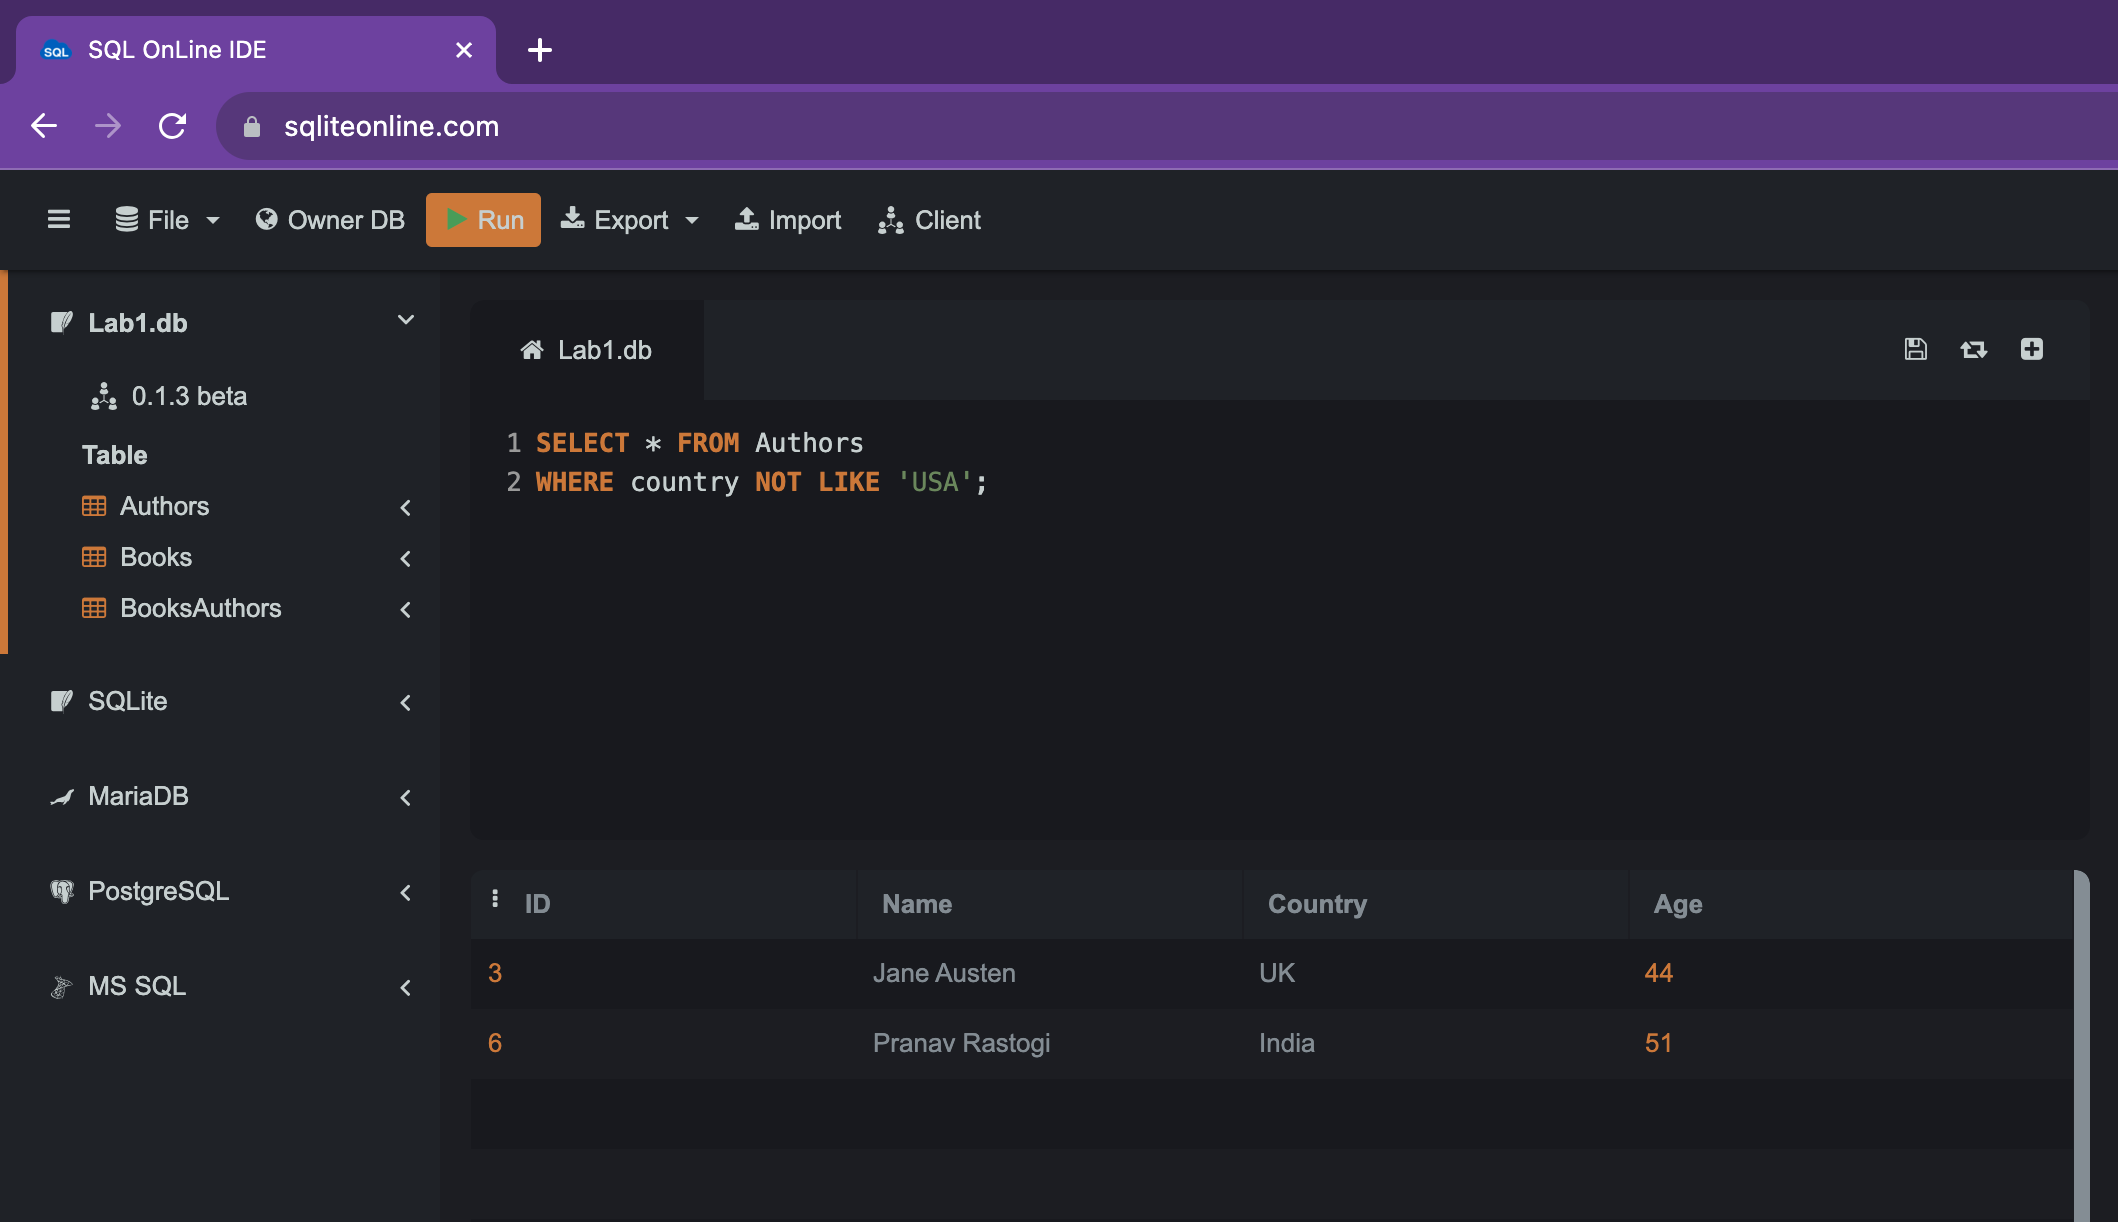 SQL
SQL OnLine IDE
sqliteonline.com
File
Owner DB
Run
Export
Import
Client
Lab1.db
0.1.3 beta
Table
Authors
Books
BooksAuthors
SQLite
MariaDB
PostgreSQL
MS SQL
Lab1.db
1 SELECT * FROM Authors
2 WHERE country NOT LIKE 'USA';
ID Name Country Age
3 Jane Austen UK 44
6 Pranav Rastogi India 51